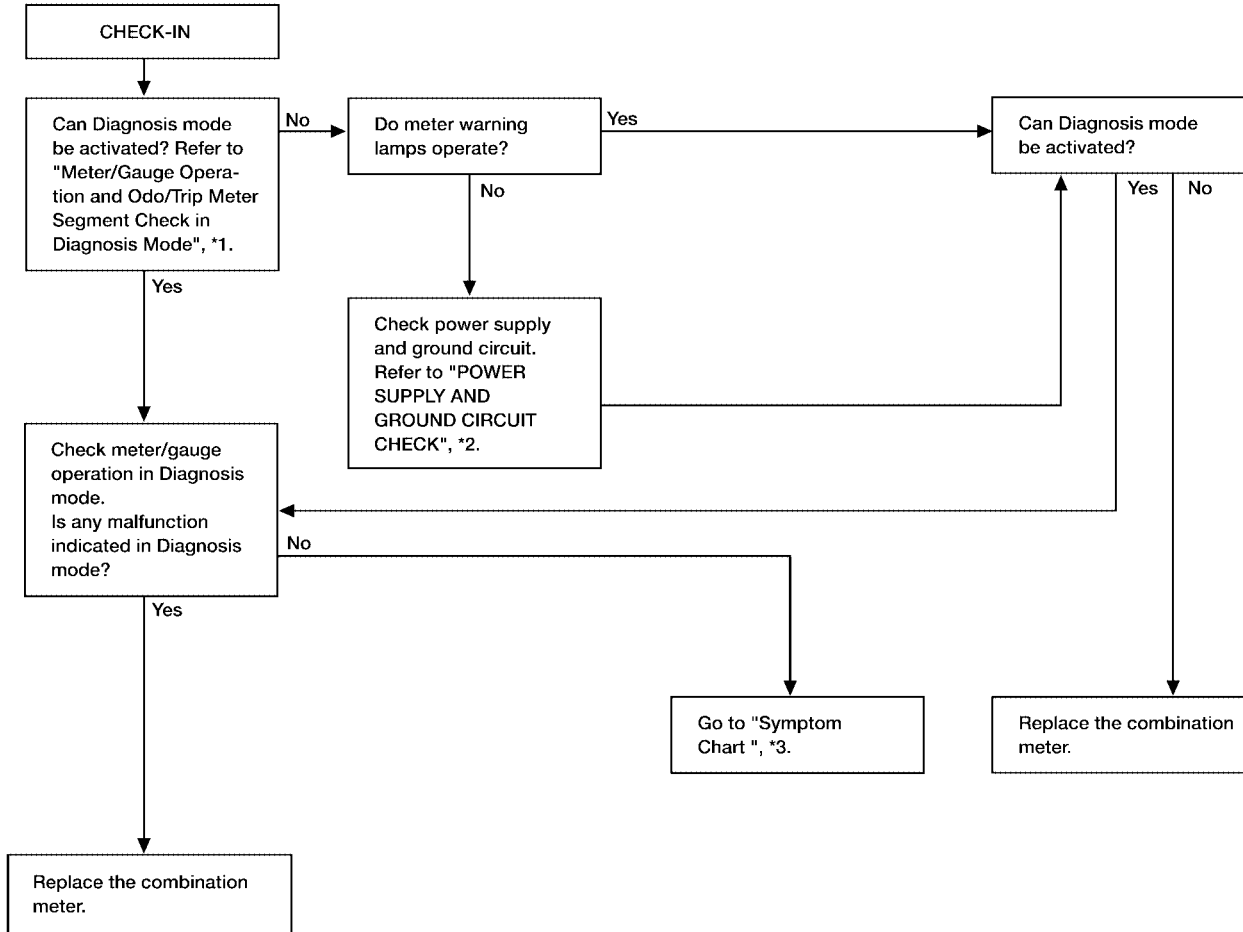 CHECK-IN
Can Diagnosis mode
be activated? Refer to
"Meter/Gauge Opera-
tion and Odo/Trip Meter
Segment Check in
Diagnosis Mode", *1.
No
Do meter warning
lamps operate?
Yes
Can Diagnosis mode
be activated?
Yes
No
No
Yes
Check power supply
and ground circuit.
Refer to "POWER
SUPPLY AND
GROUND CIRCUIT
CHECK", *2.
Check meter/gauge
operation in Diagnosis
mode.
Is any malfunction
indicated in Diagnosis
mode?
No
Yes
Go to "Symptom
Chart ", *3.
Replace the combination
meter.
Replace the combination
meter.